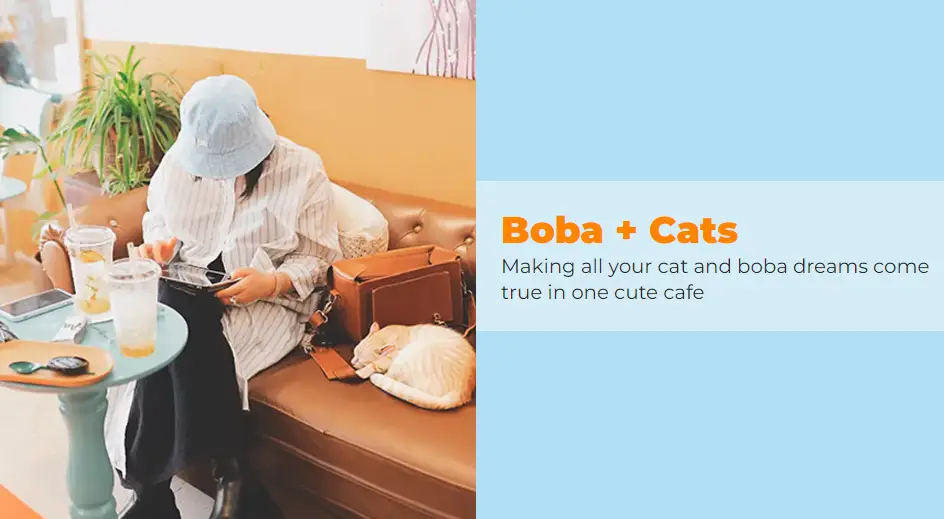 Boba + Cats
Making all your cat and boba dreams come
true in one cute cafe